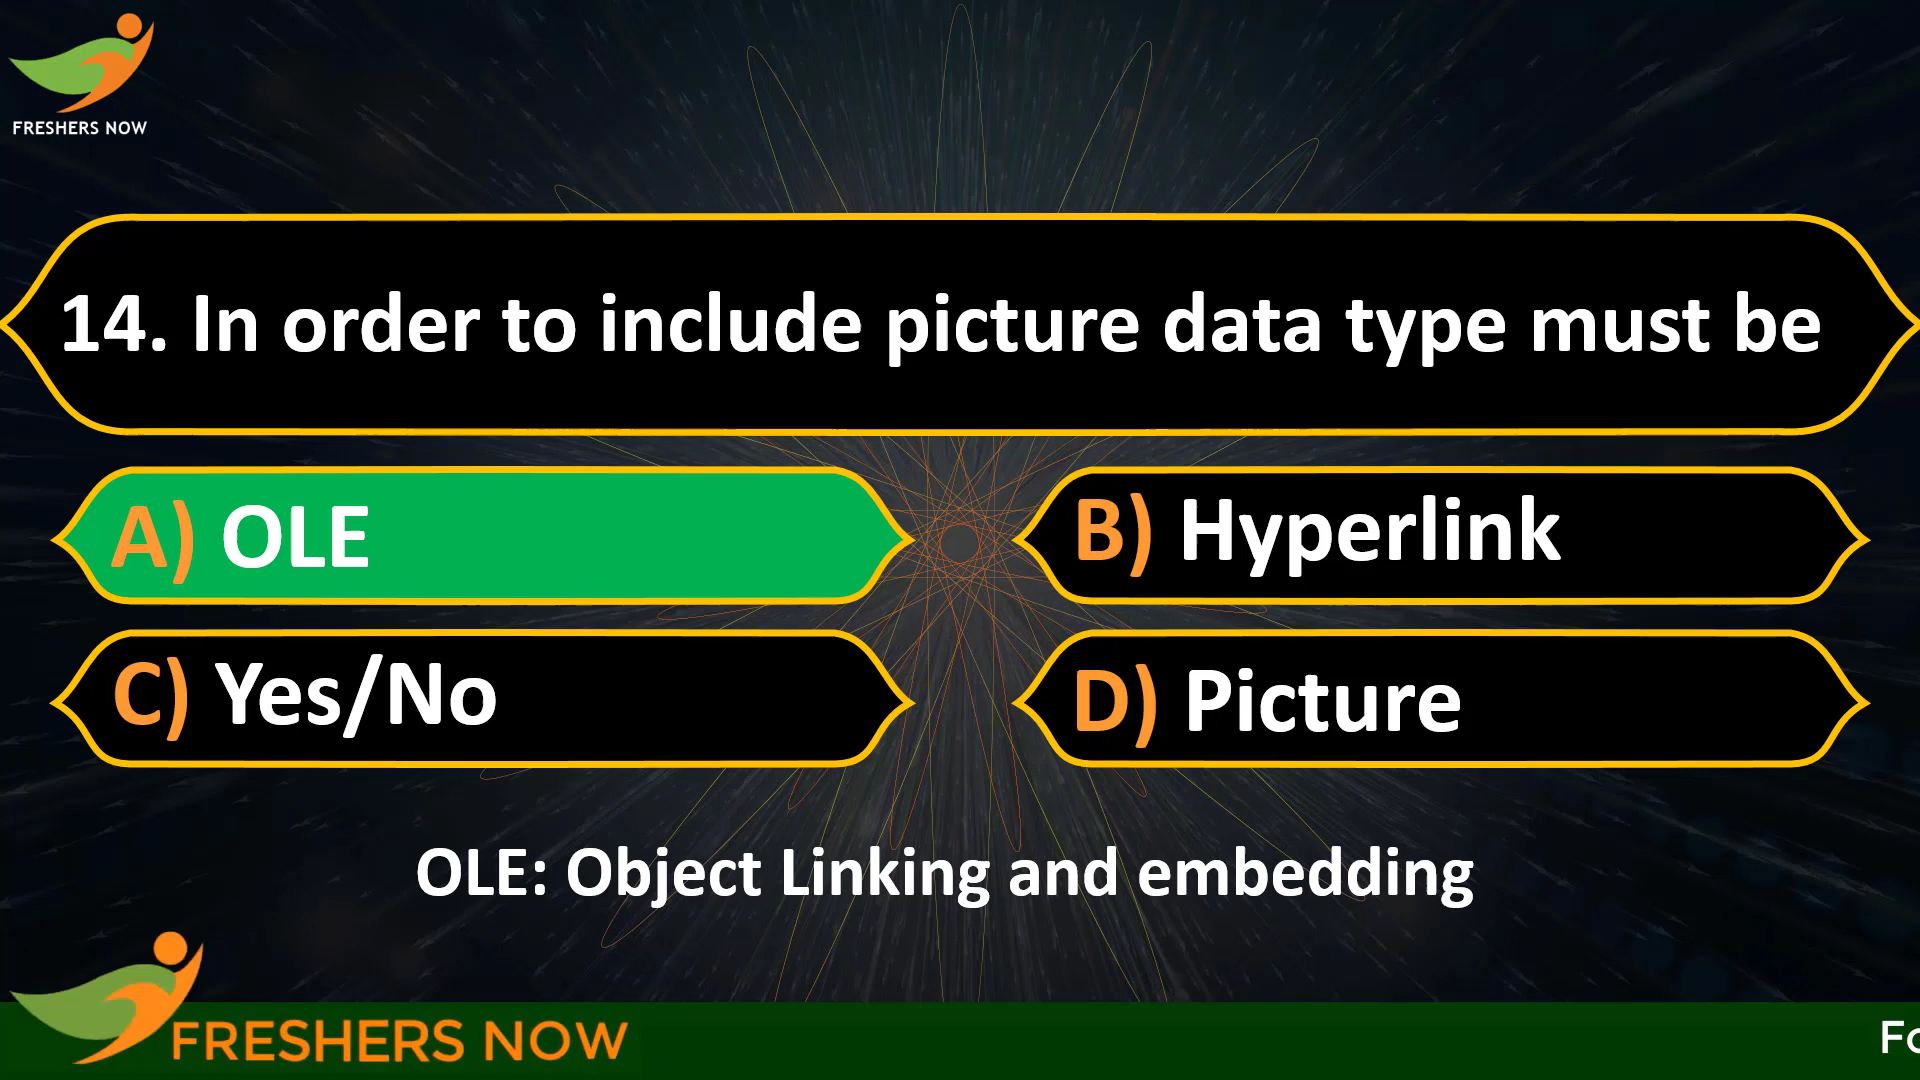 FRESHERS NOW
14. In order to include picture data type must be
A) OLE
B) Hyperlink
C) Yes/No
D) Picture
OLE: Object Linking and embedding
FRESHERS NOW
Fo